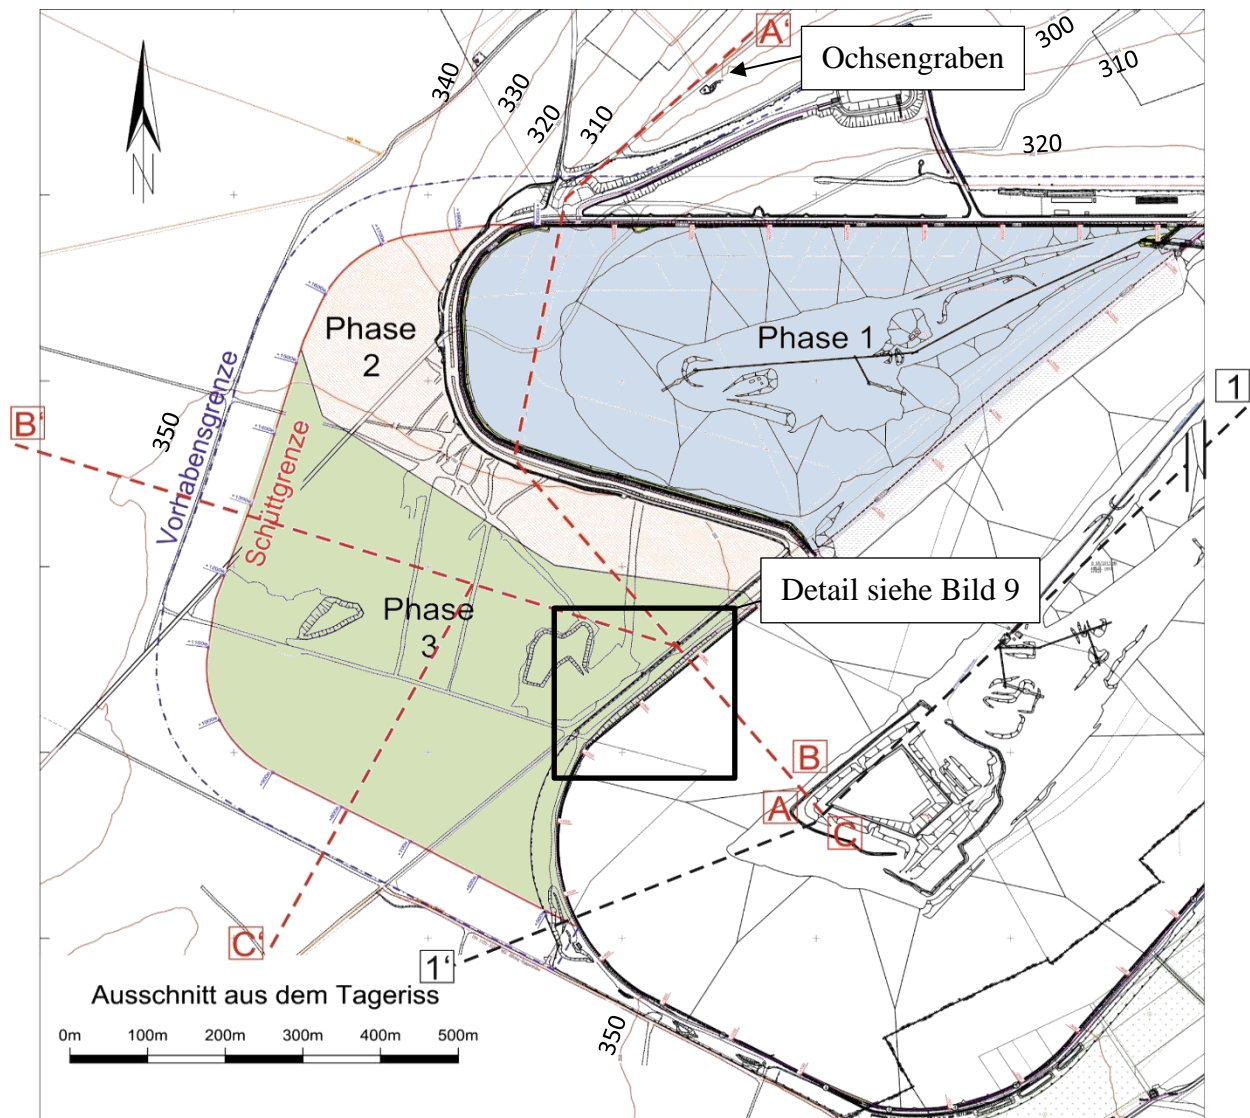 A'
300
310
Ochsengraben
340
330
320
310
320
N
Phase
2
Phase 1
1
B'
350
Vorhabensgrenze
Schüttgrenze
Detail siehe Bild 9
Phase
3
B
A
C
C'
1'
Ausschnitt aus dem Tageriss
350
0m 100m 200m 300m 400m 500m